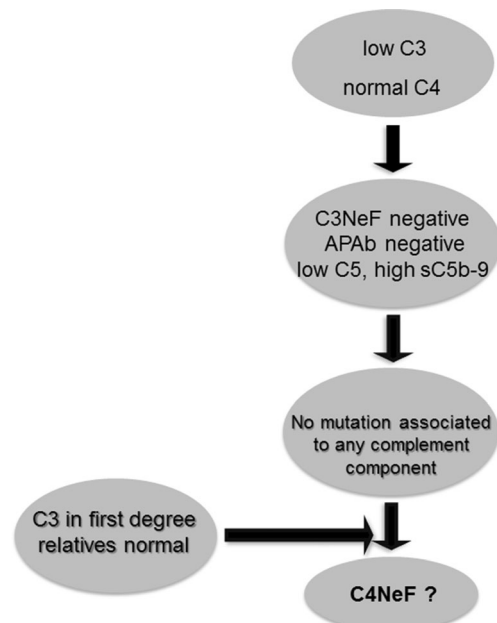 low C3
normal C4
C3NeF negative
APAb negative
low C5, high sC5b-9
No mutation associated
to any complement
component
C3 in first degree
relatives normal
C4NeF ?